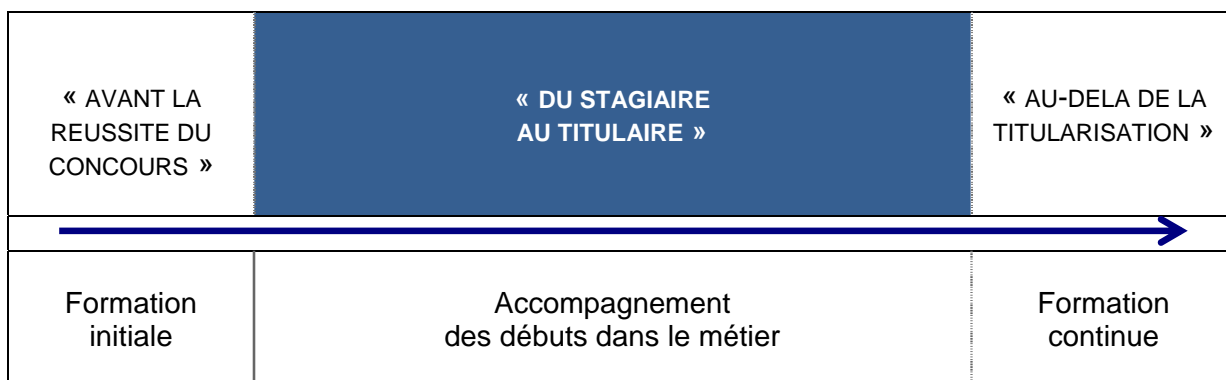 « AVANT LA
REUSSITE DU
CONCOURS »
« DU STAGIAIRE
AU TITULAIRE »
« AU-DELA DE LA
TITULARISATION »
Formation
initiale
Accompagnement
des débuts dans le métier
Formation
continue